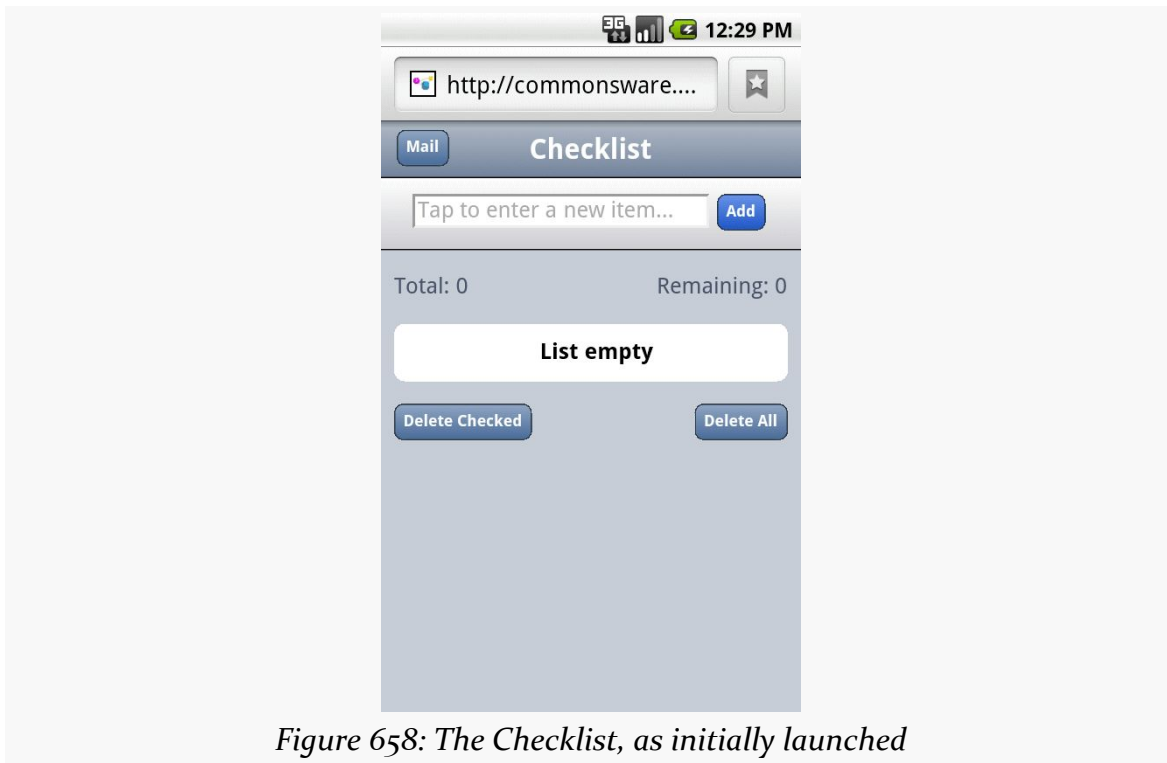 3G 12:29 PM
http://commonsware....
Mail Checklist
Tap to enter a new item... Add
Total: 0 Remaining: 0
List empty
Delete Checked Delete All
Figure 658: The Checklist, as initially launched